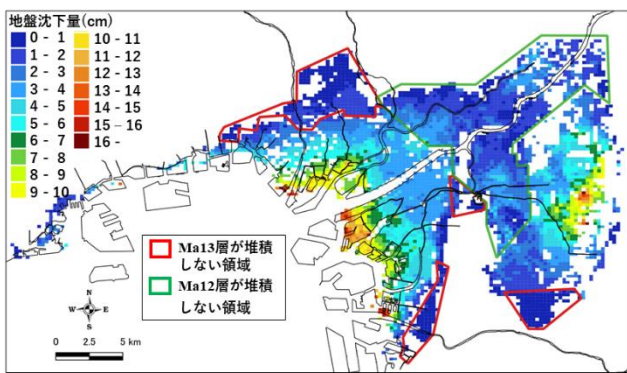 地盤沈下量(cm)
0 - 1
1 - 2
2 - 3
3 - 4
4 - 5
5 - 6
6 - 7
7 - 8
8 - 9
9 - 10
10 - 11
11 - 12
12 - 13
13 - 14
14 - 15
15 - 16
16 -
Ma13層が堆積
しない領域
Ma12層が堆積
しない領域
N
W E
S
0 2.5 5 km